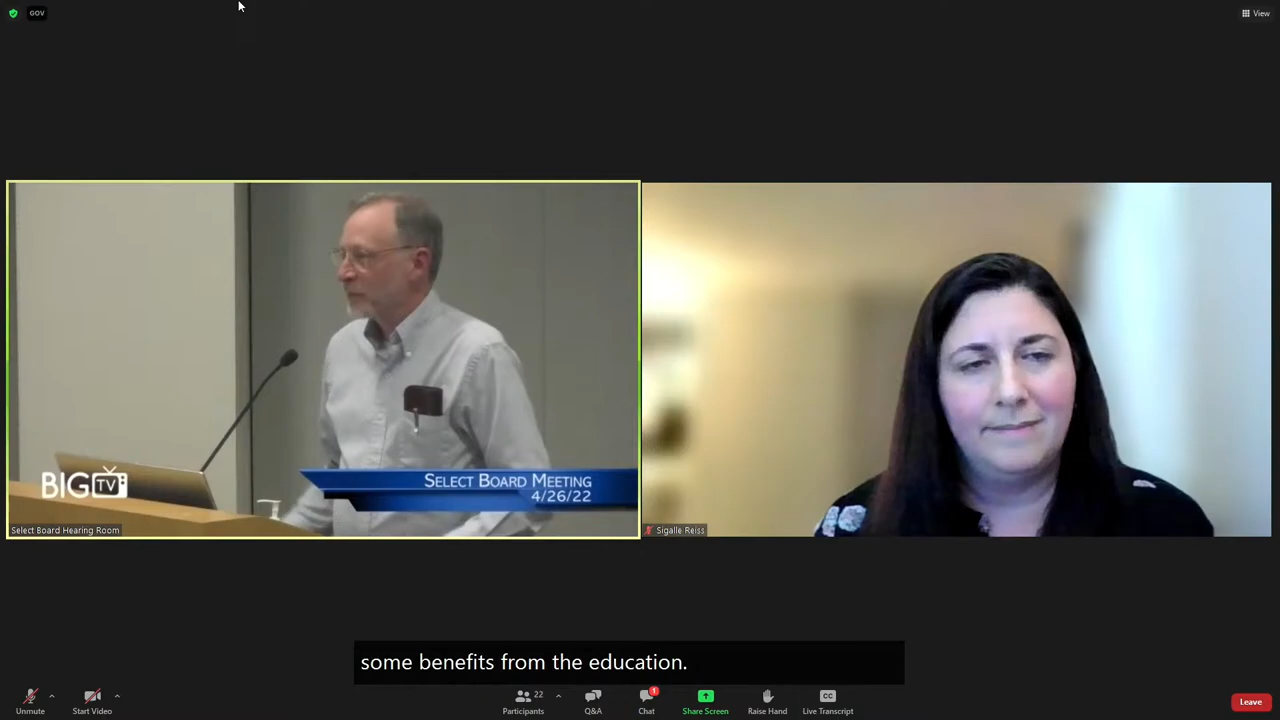 GOV
View
BIG TV
SELECT BOARD MEETING
4/26/22
Select Board Hearing Room
Sigalle Reiss
some benefits from the education.
22
1
CC
Unmute
Start Video
Participants
Q&A
Chat
Share Screen
Raise Hand
Live Transcript
Leave